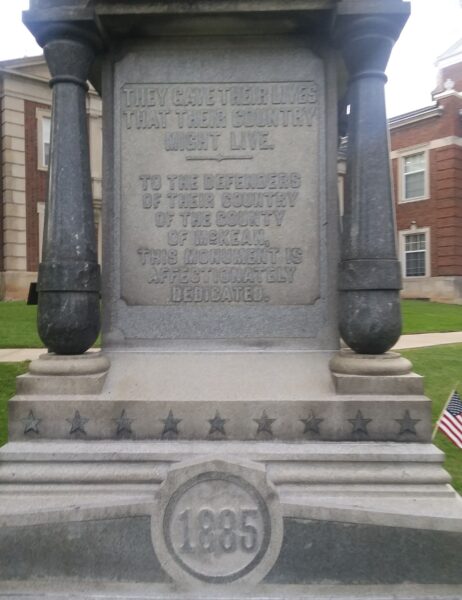 THEY GAVE THEIR LIVES
THAT THEIR COUNTRY
MIGHT LIVE.
TO THE DEFENDERS
OF THEIR COUNTRY
OF THE COUNTY
OF McKEAN,
THIS MONUMENT IS
AFFECTIONATELY
DEDICATED.
1885